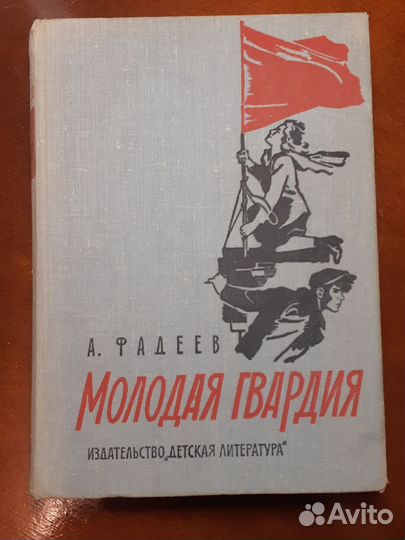 А. ФАДЕЕВ
МОЛОДАЯ ГВАРДИЯ
ИЗДАТЕЛЬСТВО „ДЕТСКАЯ ЛИТЕРАТУРА"
Avito